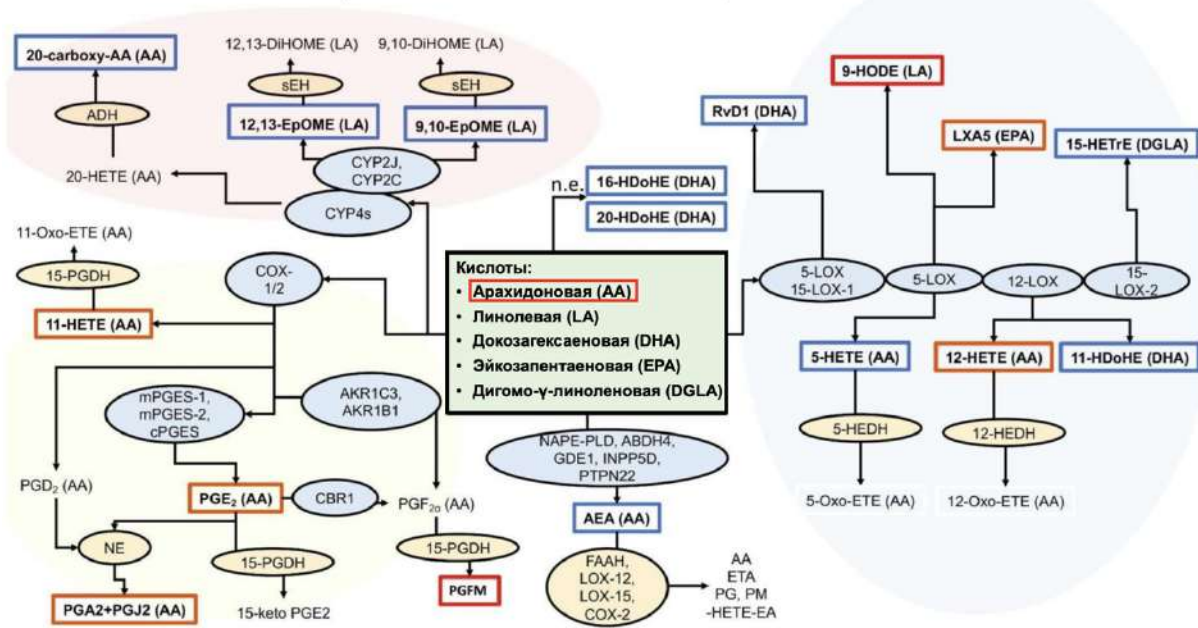 12,13-DiHOME (LA)
9,10-DiHOME (LA)
20-carboxy-AA (AA)
sEH
sEH
ADH
12,13-EpOME (LA)
9,10-EpOME (LA)
CYP2J,
CYP2C
20-HETE (AA)
CYP4s
9-HODE (LA)
RvD1 (DHA)
LXA5 (EPA)
15-HETrE (DGLA)
n.e.
16-HDoHE (DHA)
20-HDoHE (DHA)
11-Oxo-ETE (AA)
15-PGDH
COX-
1/2
11-HETE (AA)
Кислоты:
• Арахидоновая (AA)
• Линолевая (LA)
• Докозагексаеновая (DHA)
• Эйкозапентаеновая (EPA)
• Дигомо-γ-линоленовая (DGLA)
5-LOX
15-LOX-1
5-LOX
12-LOX
15-
LOX-2
5-HETE (AA)
12-HETE (AA)
11-HDoHE (DHA)
mPGES-1,
mPGES-2,
cPGES
AKR1C3,
AKR1B1
5-HEDH
12-HEDH
NAPE-PLD, ABDH4,
GDE1, INPP5D,
PTPN22
PGD2 (AA)
PGE2 (AA)
CBR1
PGF2α (AA)
5-Oxo-ETE (AA)
12-Oxo-ETE (AA)
AEA (AA)
NE
15-PGDH
15-PGDH
FAAH,
LOX-12,
LOX-15,
COX-2
AA
ETA
PG, PM
-HETE-EA
PGFM
PGA2+PGJ2 (AA)
15-keto PGE2